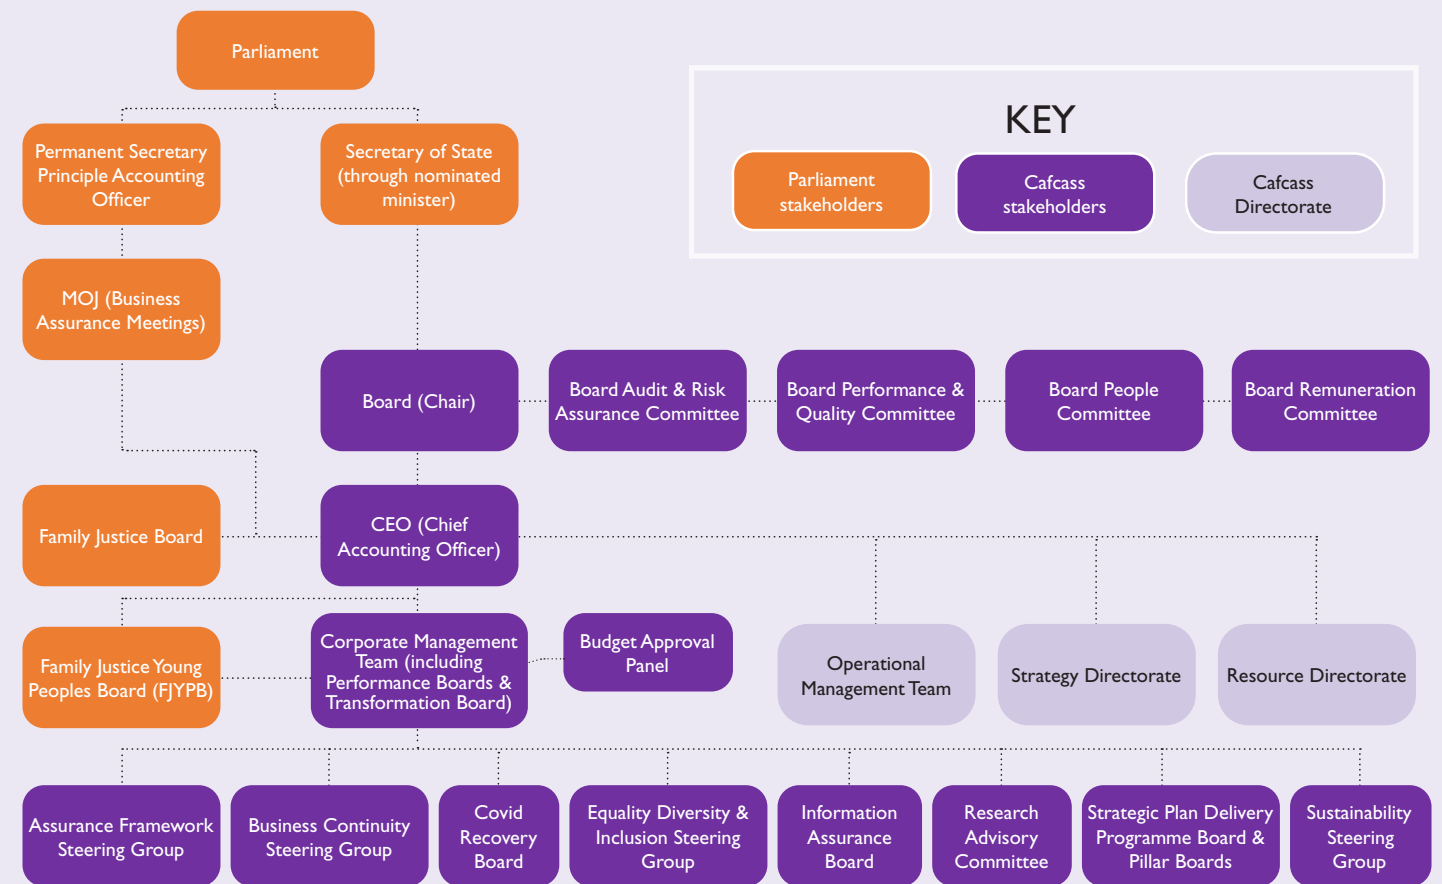 Parliament
KEY
Parliament
stakeholders
Cafcass
stakeholders
Cafcass
Directorate
Permanent Secretary
Principle Accounting
Officer
Secretary of State
(through nominated
minister)
MOJ (Business
Assurance Meetings)
Board (Chair)
Board Audit & Risk
Assurance Committee
Board Performance &
Quality Committee
Board People
Committee
Board Remuneration
Committee
Family Justice Board
CEO (Chief
Accounting Officer)
Family Justice Young
Peoples Board (FJYPB)
Corporate Management
Team (including
Performance Boards &
Transformation Board)
Budget Approval
Panel
Operational
Management Team
Strategy Directorate
Resource Directorate
Assurance Framework
Steering Group
Business Continuity
Steering Group
Covid
Recovery
Board
Equality Diversity &
Inclusion Steering
Group
Information
Assurance
Board
Research
Advisory
Committee
Strategic Plan Delivery
Programme Board &
Pillar Boards
Sustainability
Steering
Group